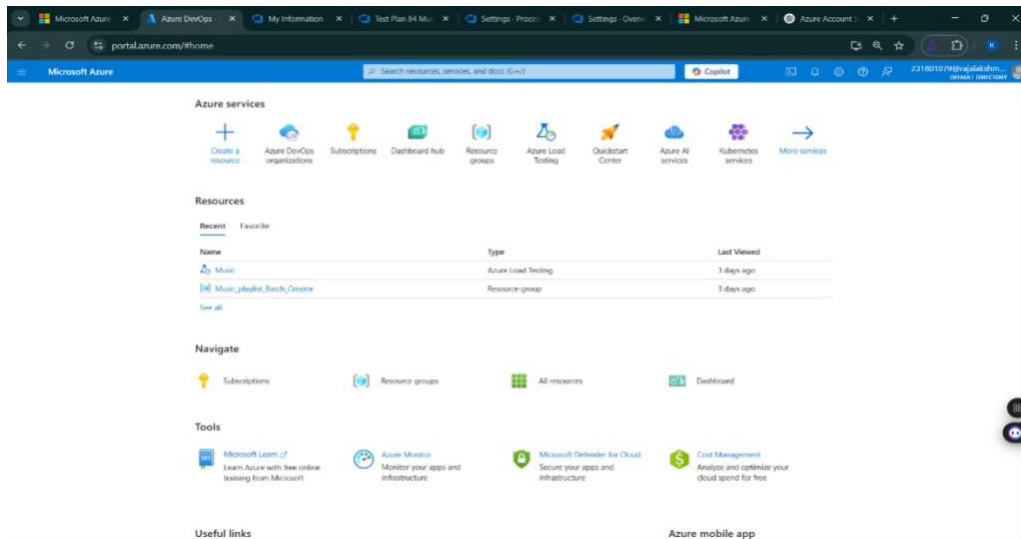 Microsoft Azure
Azure DevOps
My Information
Test Plan 64 Mu
Settings - Proce
Settings - Overv
Microsoft Azure
Azure Account S
portal.azure.com/#home
Microsoft Azure
Search resources, services, and docs (G+/)
Copilot
231801079@rajalakshm...
DEFAULT DIRECTORY
Azure services
Create a resource
Azure DevOps organizations
Subscriptions
Dashboard hub
Resource groups
Azure Load Testing
Quickstart Center
Azure AI services
Kubernetes services
More services
Resources
Recent Favorite
Name Type Last Viewed
Music Azure Load Testing 3 days ago
Music_playlist_Batch_Creator Resource group 3 days ago
See all
Navigate
Subscriptions Resource groups All resources Dashboard
Tools
Microsoft Learn
Learn Azure with free online
training from Microsoft
Azure Monitor
Monitor your apps and
infrastructure
Microsoft Defender for Cloud
Secure your apps and
infrastructure
Cost Management
Analyze and optimize your
cloud spend for free
Useful links Azure mobile app